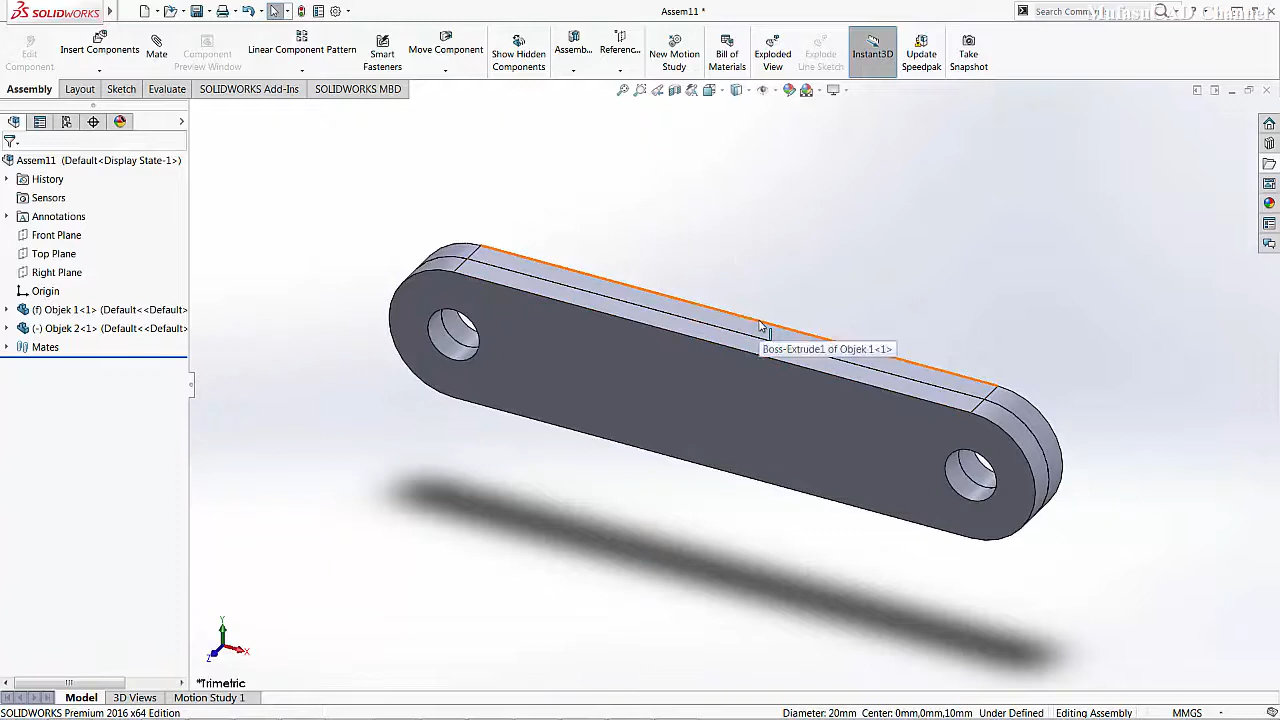 SOLIDWORKS
Assem11 *
Search Comm
Mufasu CAD Channel
Edit Component
Insert Components
Mate
Component Preview Window
Linear Component Pattern
Smart Fasteners
Move Component
Show Hidden Components
Assemb...
Referenc...
New Motion Study
Bill of Materials
Exploded View
Explode Line Sketch
Instant3D
Update Speedpak
Take Snapshot
Assembly
Layout
Sketch
Evaluate
SOLIDWORKS Add-Ins
SOLIDWORKS MBD
Assem11 (Default<Display State-1>)
History
Sensors
Annotations
Front Plane
Top Plane
Right Plane
Origin
(f) Objek 1<1> (Default<<Default
(-) Objek 2<1> (Default<<Default
Mates
Boss-Extrude1 of Objek 1<1>
Y
X
Z
*Trimetric
Model
3D Views
Motion Study 1
SOLIDWORKS Premium 2016 x64 Edition
Diameter: 20mm Center: 0mm,0mm,10mm
Under Defined
Editing Assembly
MMGS